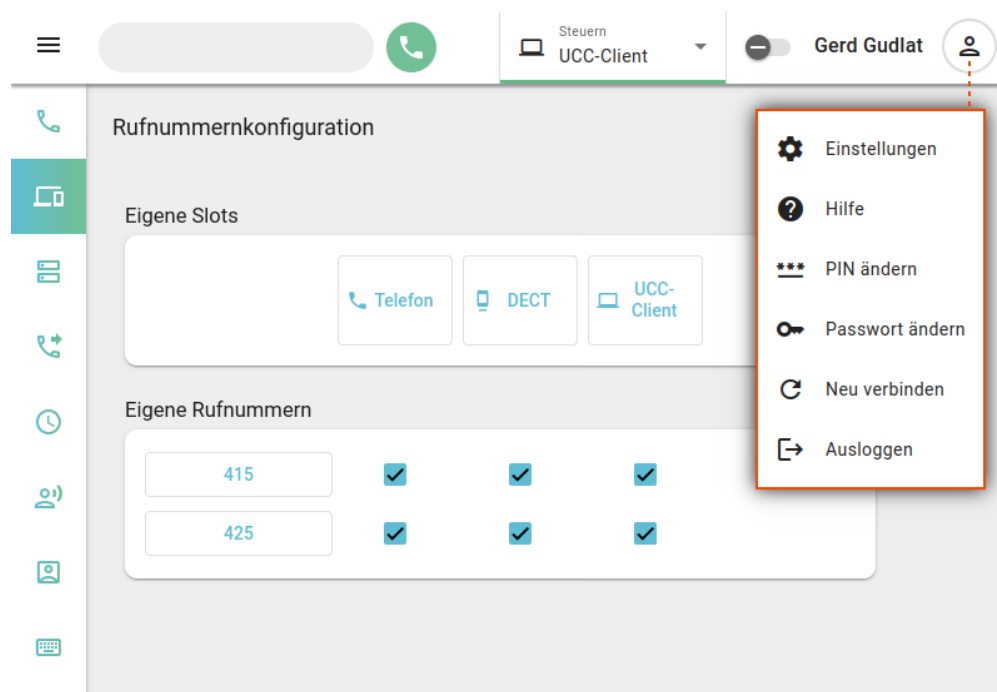 Steuern
UCC-Client
Gerd Gudlat
Rufnummernkonfiguration
Einstellungen
Hilfe
PIN ändern
Passwort ändern
Neu verbinden
Ausloggen
Eigene Slots
Telefon
DECT
UCC-
Client
Eigene Rufnummern
415
425